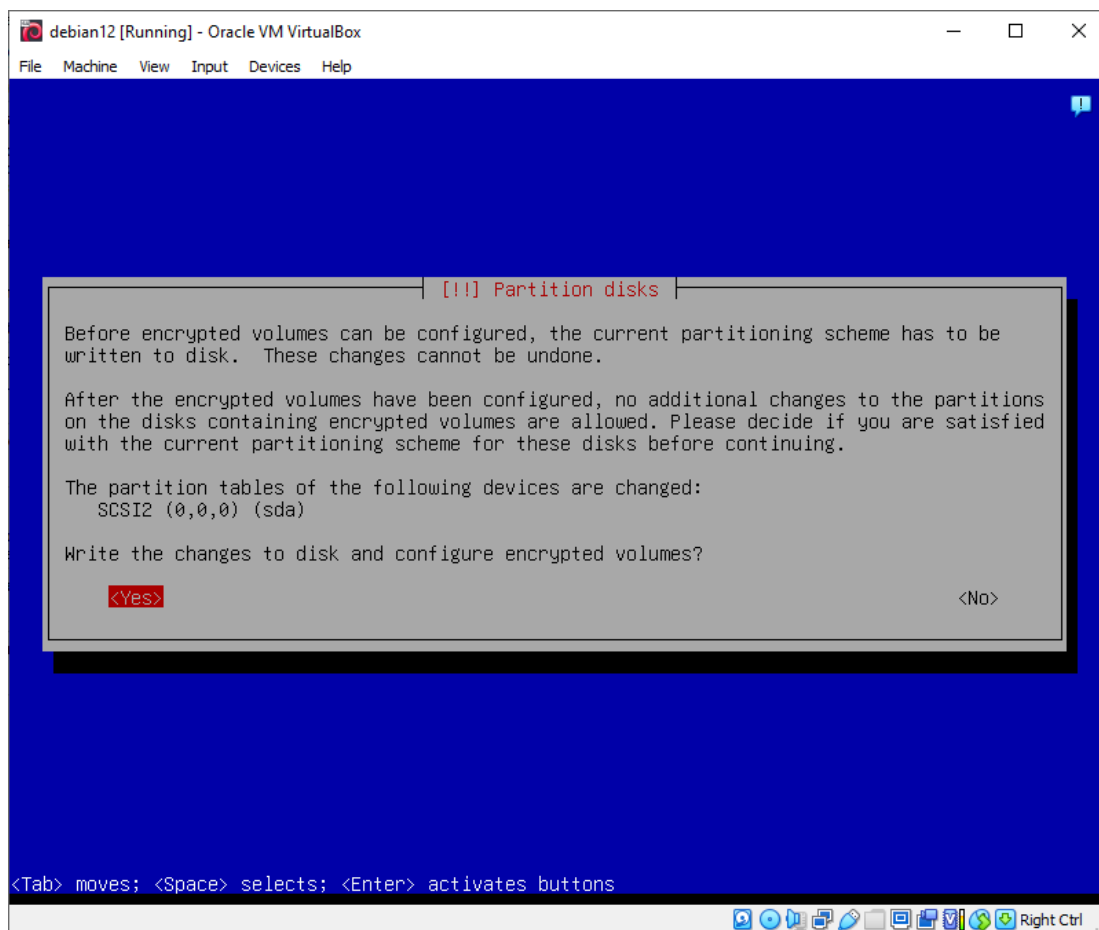 debian12 [Running] - Oracle VM VirtualBox
File Machine View Input Devices Help
[!!] Partition disks
Before encrypted volumes can be configured, the current partitioning scheme has to be
written to disk. These changes cannot be undone.
After the encrypted volumes have been configured, no additional changes to the partitions
on the disks containing encrypted volumes are allowed. Please decide if you are satisfied
with the current partitioning scheme for these disks before continuing.
The partition tables of the following devices are changed:
SCSI2 (0,0,0) (sda)
Write the changes to disk and configure encrypted volumes?
<Yes> <No>
<Tab> moves; <Space> selects; <Enter> activates buttons
Right Ctrl